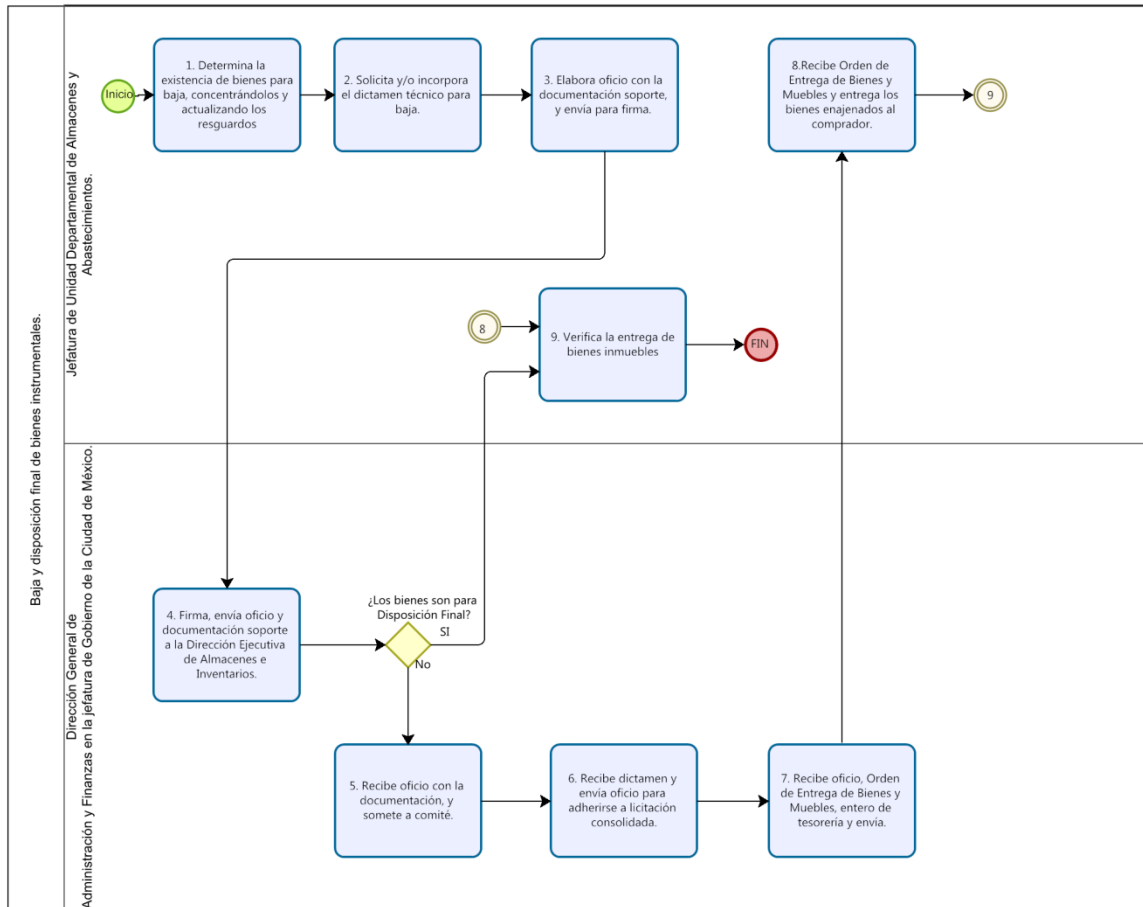 Baja y disposición final de bienes instrumentales.
Jefatura de Unidad Departamental de Almacenes y
Abastecimientos.
Inicio
1. Determina la
existencia de bienes para
baja, concentrándolos y
actualizando los
resguardos
2. Solicita y/o incorpora
el dictamen técnico para
baja.
3. Elabora oficio con la
documentación soporte,
y envía para firma.
8.Recibe Orden de
Entrega de Bienes y
Muebles y entrega los
bienes enajenados al
comprador.
9
8
9. Verifica la entrega de
bienes inmuebles
FIN
Dirección General de
Administración y Finanzas en la jefatura de Gobierno de la Ciudad de México.
4. Firma, envía oficio y
documentación soporte
a la Dirección Ejecutiva
de Almacenes e
Inventarios.
¿Los bienes son para
Disposición Final?
SI
No
5. Recibe oficio con la
documentación, y
somete a comité.
6. Recibe dictamen y
envía oficio para
adherirse a licitación
consolidada.
7. Recibe oficio, Orden
de Entrega de Bienes y
Muebles, entero de
tesorería y envía.